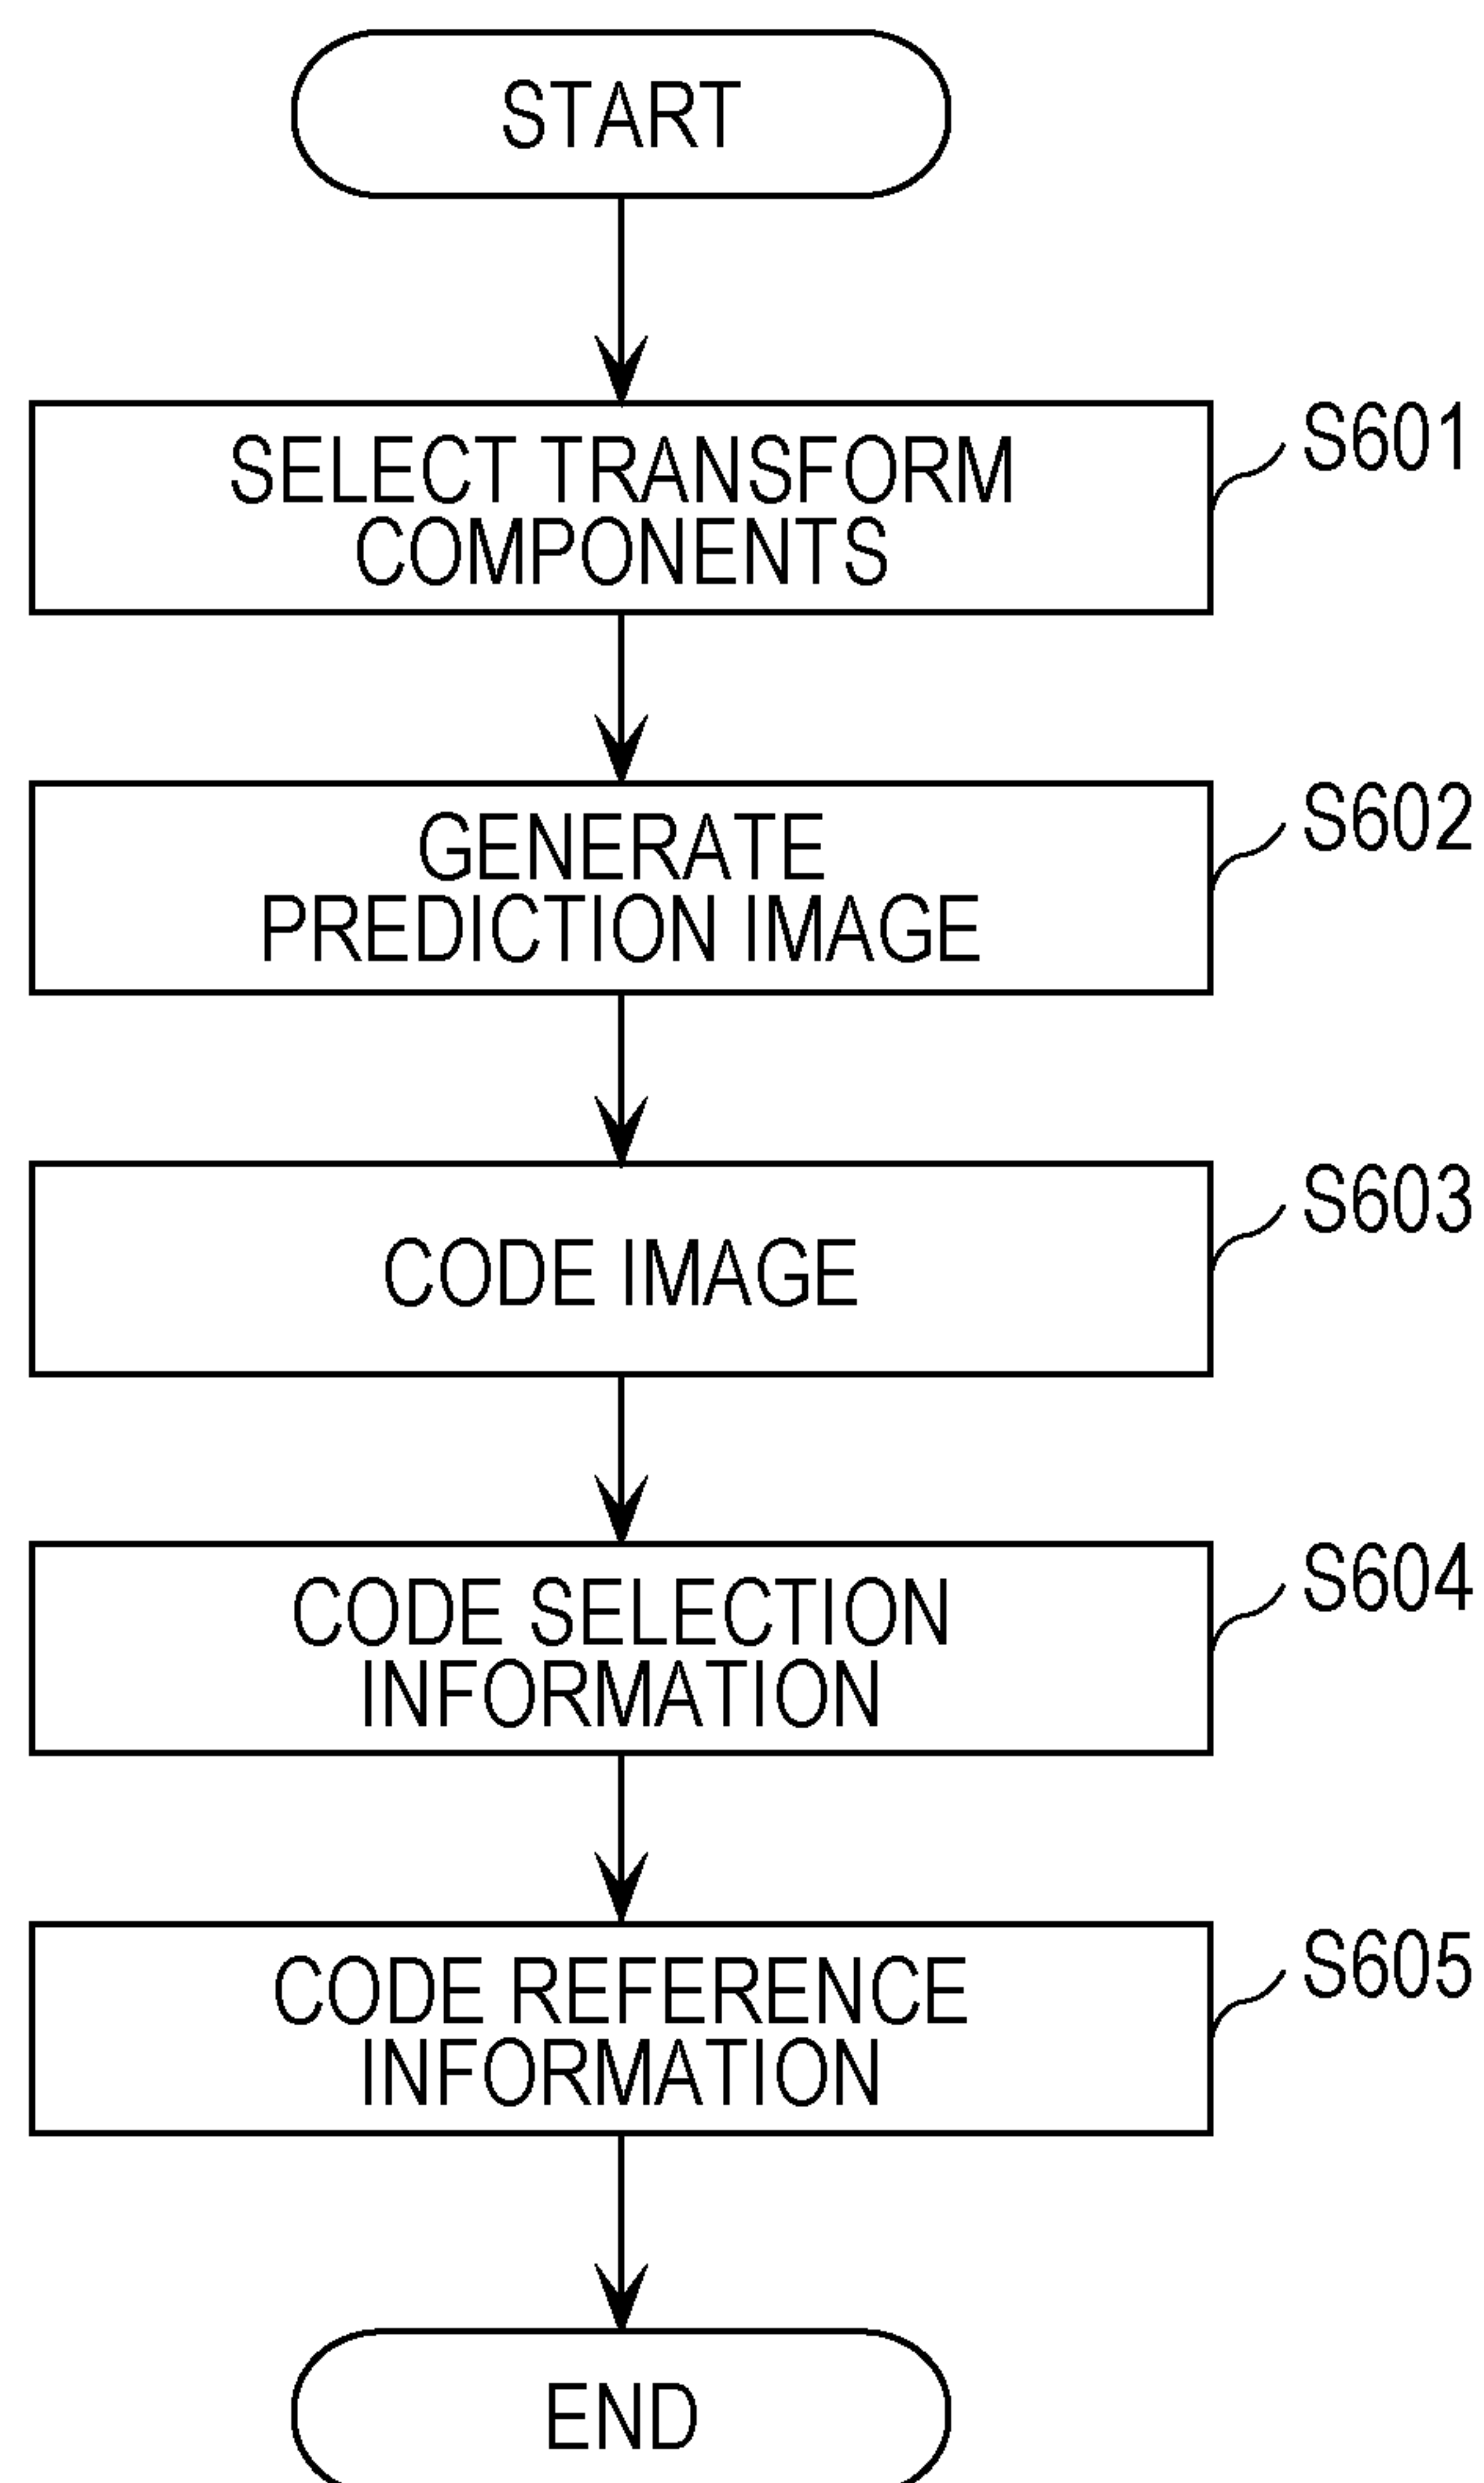 START
SELECT TRANSFORM
COMPONENTS
S601
GENERATE
PREDICTION IMAGE
S602
CODE IMAGE
S603
CODE SELECTION
INFORMATION
S604
CODE REFERENCE
INFORMATION
S605
END